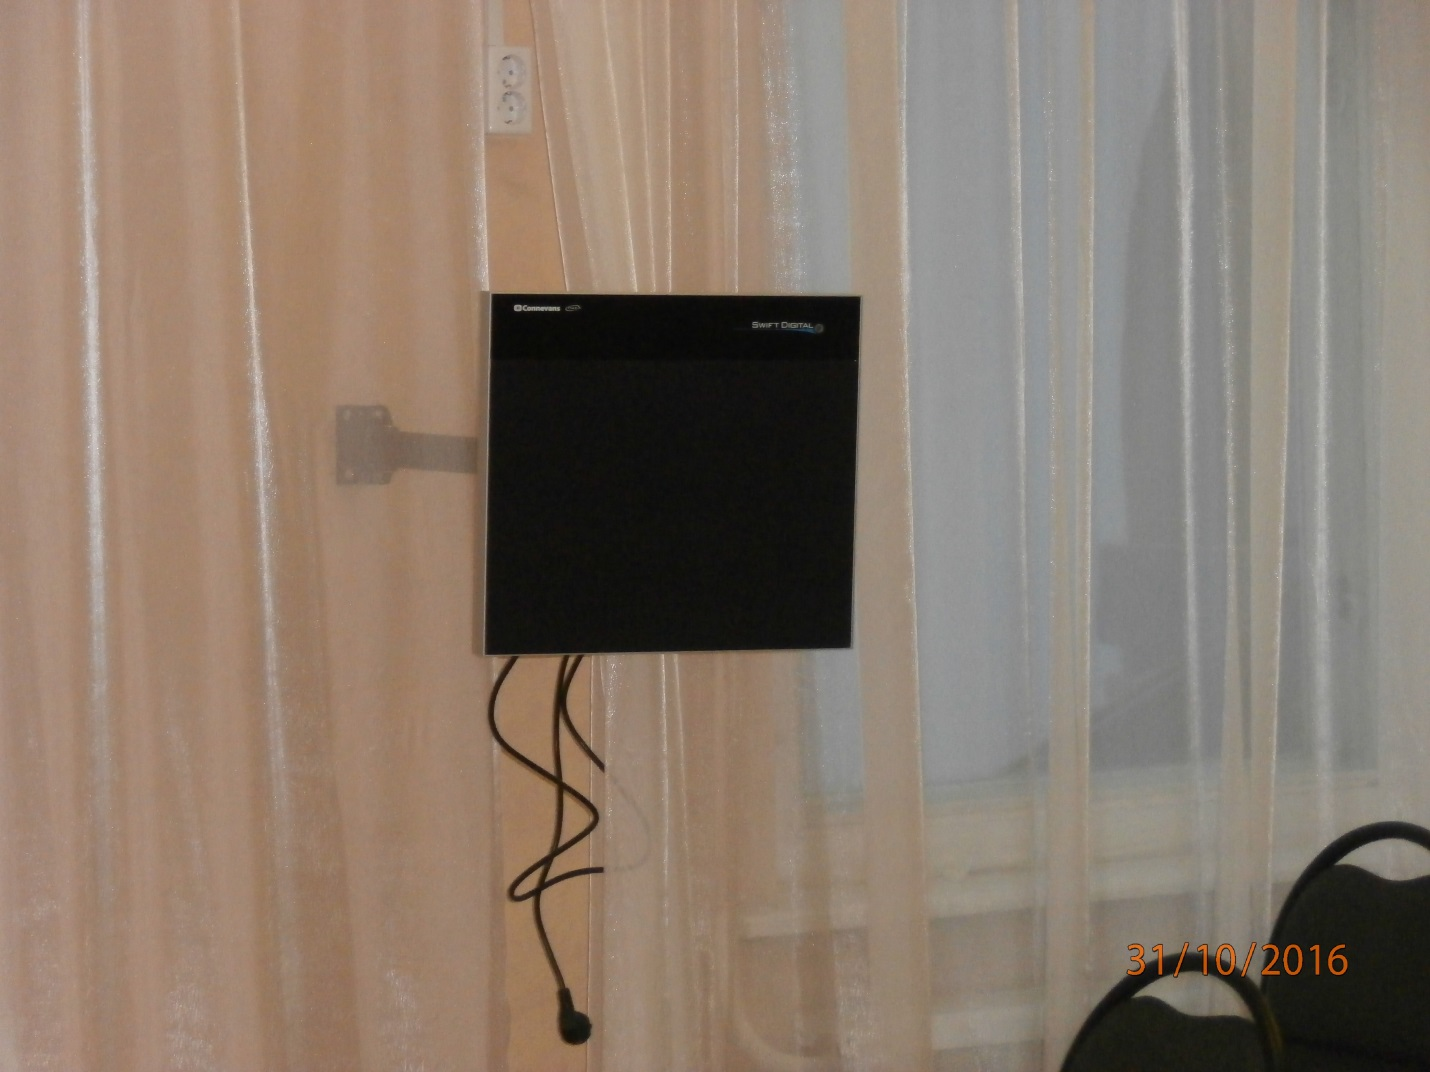 Connevans
SWIFT DIGITAL
31/10/2016